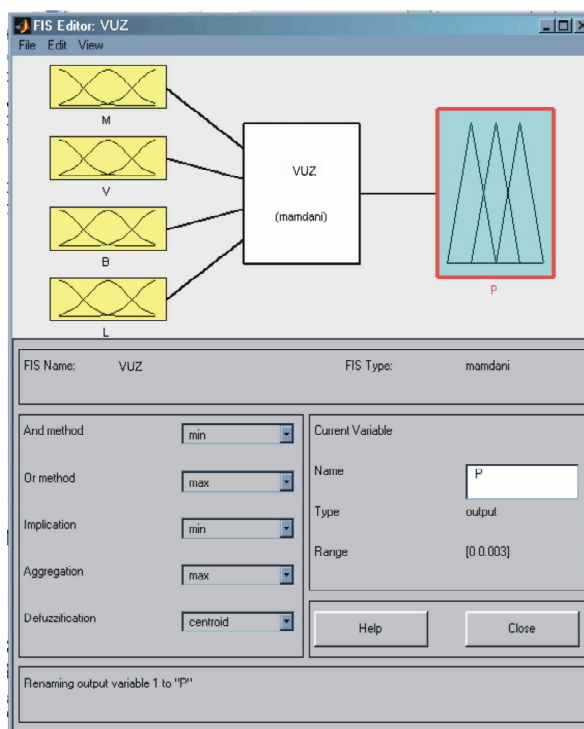 FIS Editor: VUZ
File Edit View
M
V
B
L
VUZ
(mamdani)
P
FIS Name: VUZ
FIS Type: mamdani
And method min
Or method max
Implication min
Aggregation max
Defuzzification centroid
Current Variable
Name P
Type output
Range [0 0.003]
Help Close
Renaming output variable 1 to "P"